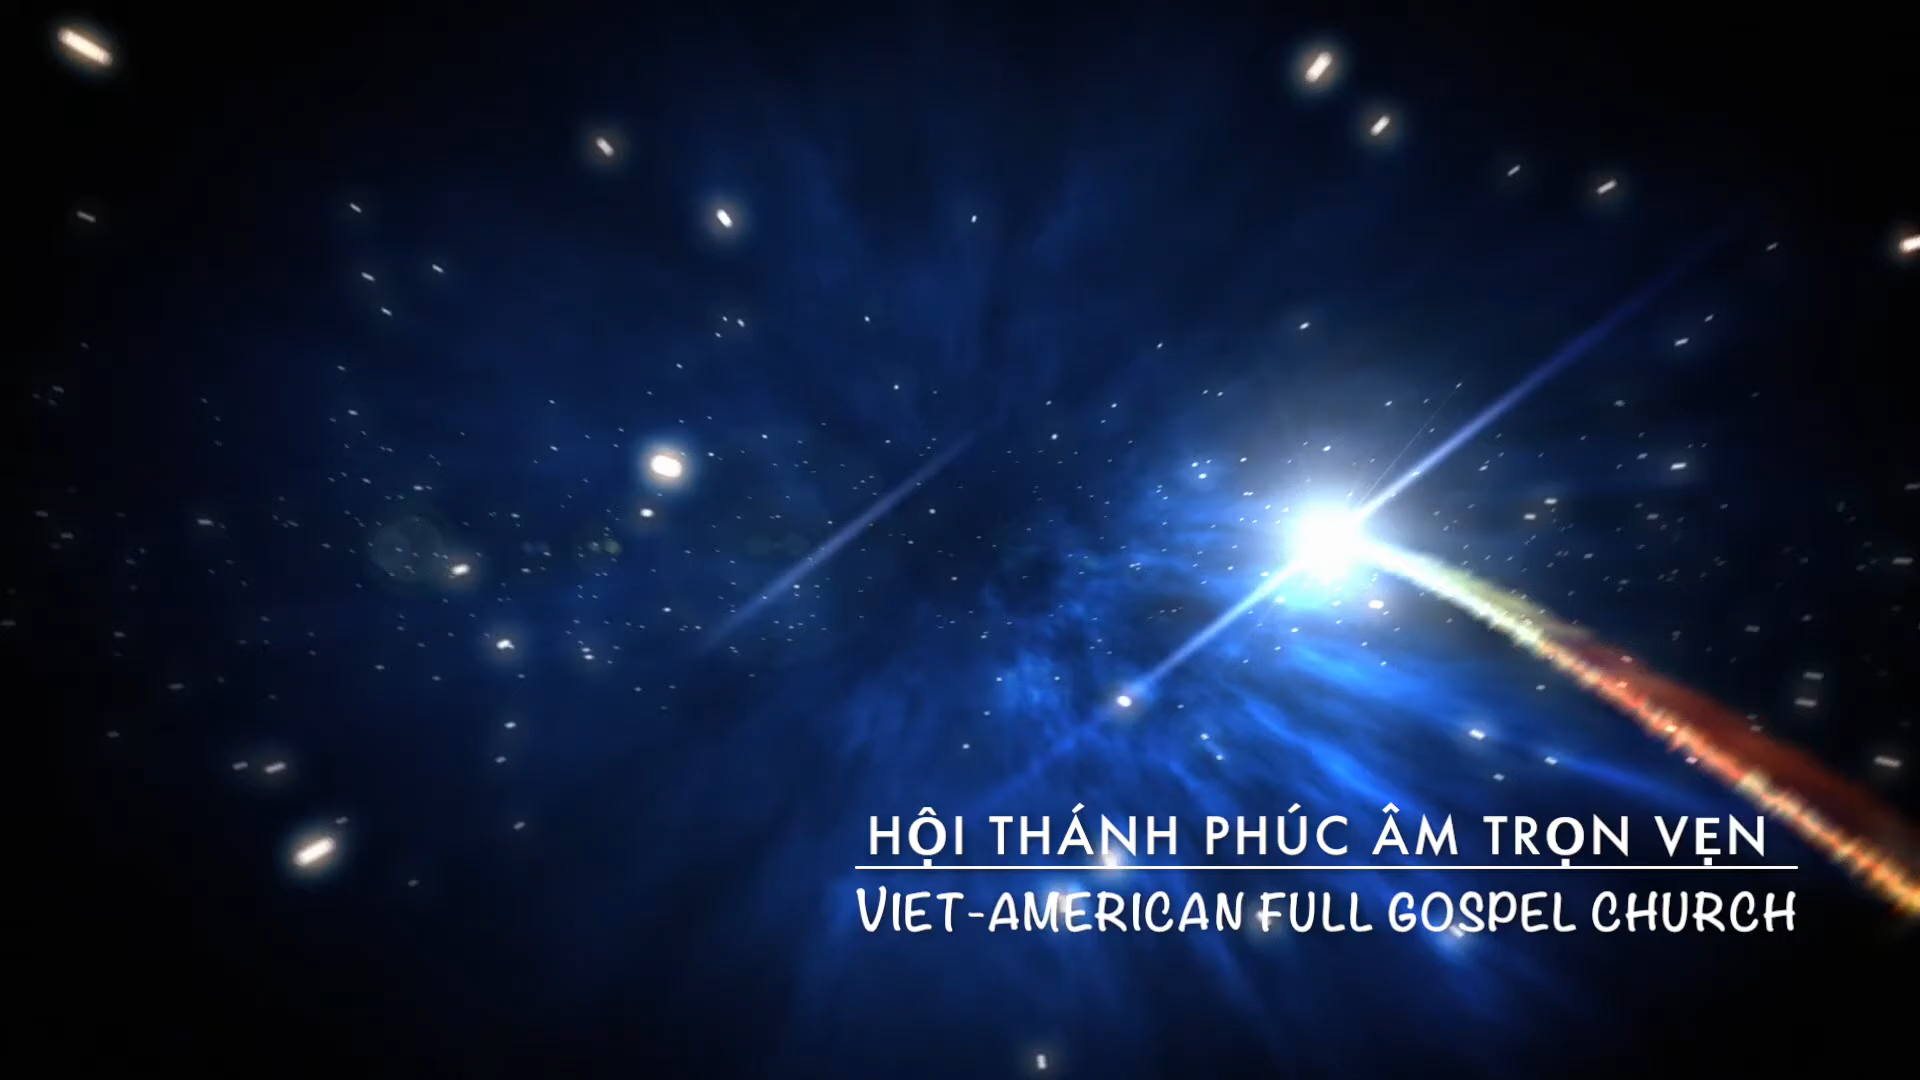 HỘI THÁNH PHÚC ÂM TRỌN VẸN
VIET-AMERICAN FULL GOSPEL CHURCH